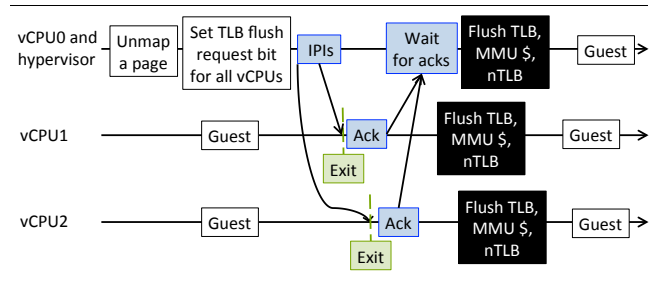 vCPU0 and
hypervisor
Unmap
a page
Set TLB flush
request bit
for all vCPUs
IPIs
Wait
for acks
Flush TLB,
MMU $,
nTLB
Guest
vCPU1
Guest
Ack
Exit
Flush TLB,
MMU $,
nTLB
Guest
vCPU2
Guest
Ack
Exit
Flush TLB,
MMU $,
nTLB
Guest